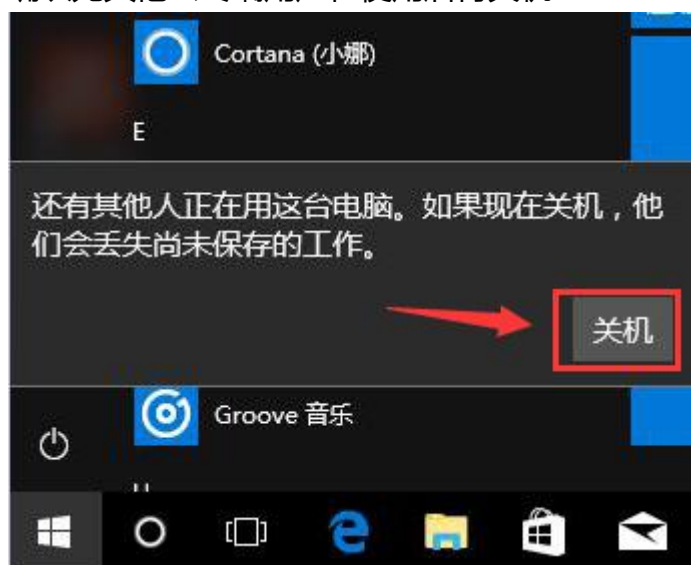 Cortana (小娜)
E
还有其他人正在用这台电脑。如果现在关机，他
们会丢失尚未保存的工作。
关机
Groove 音乐